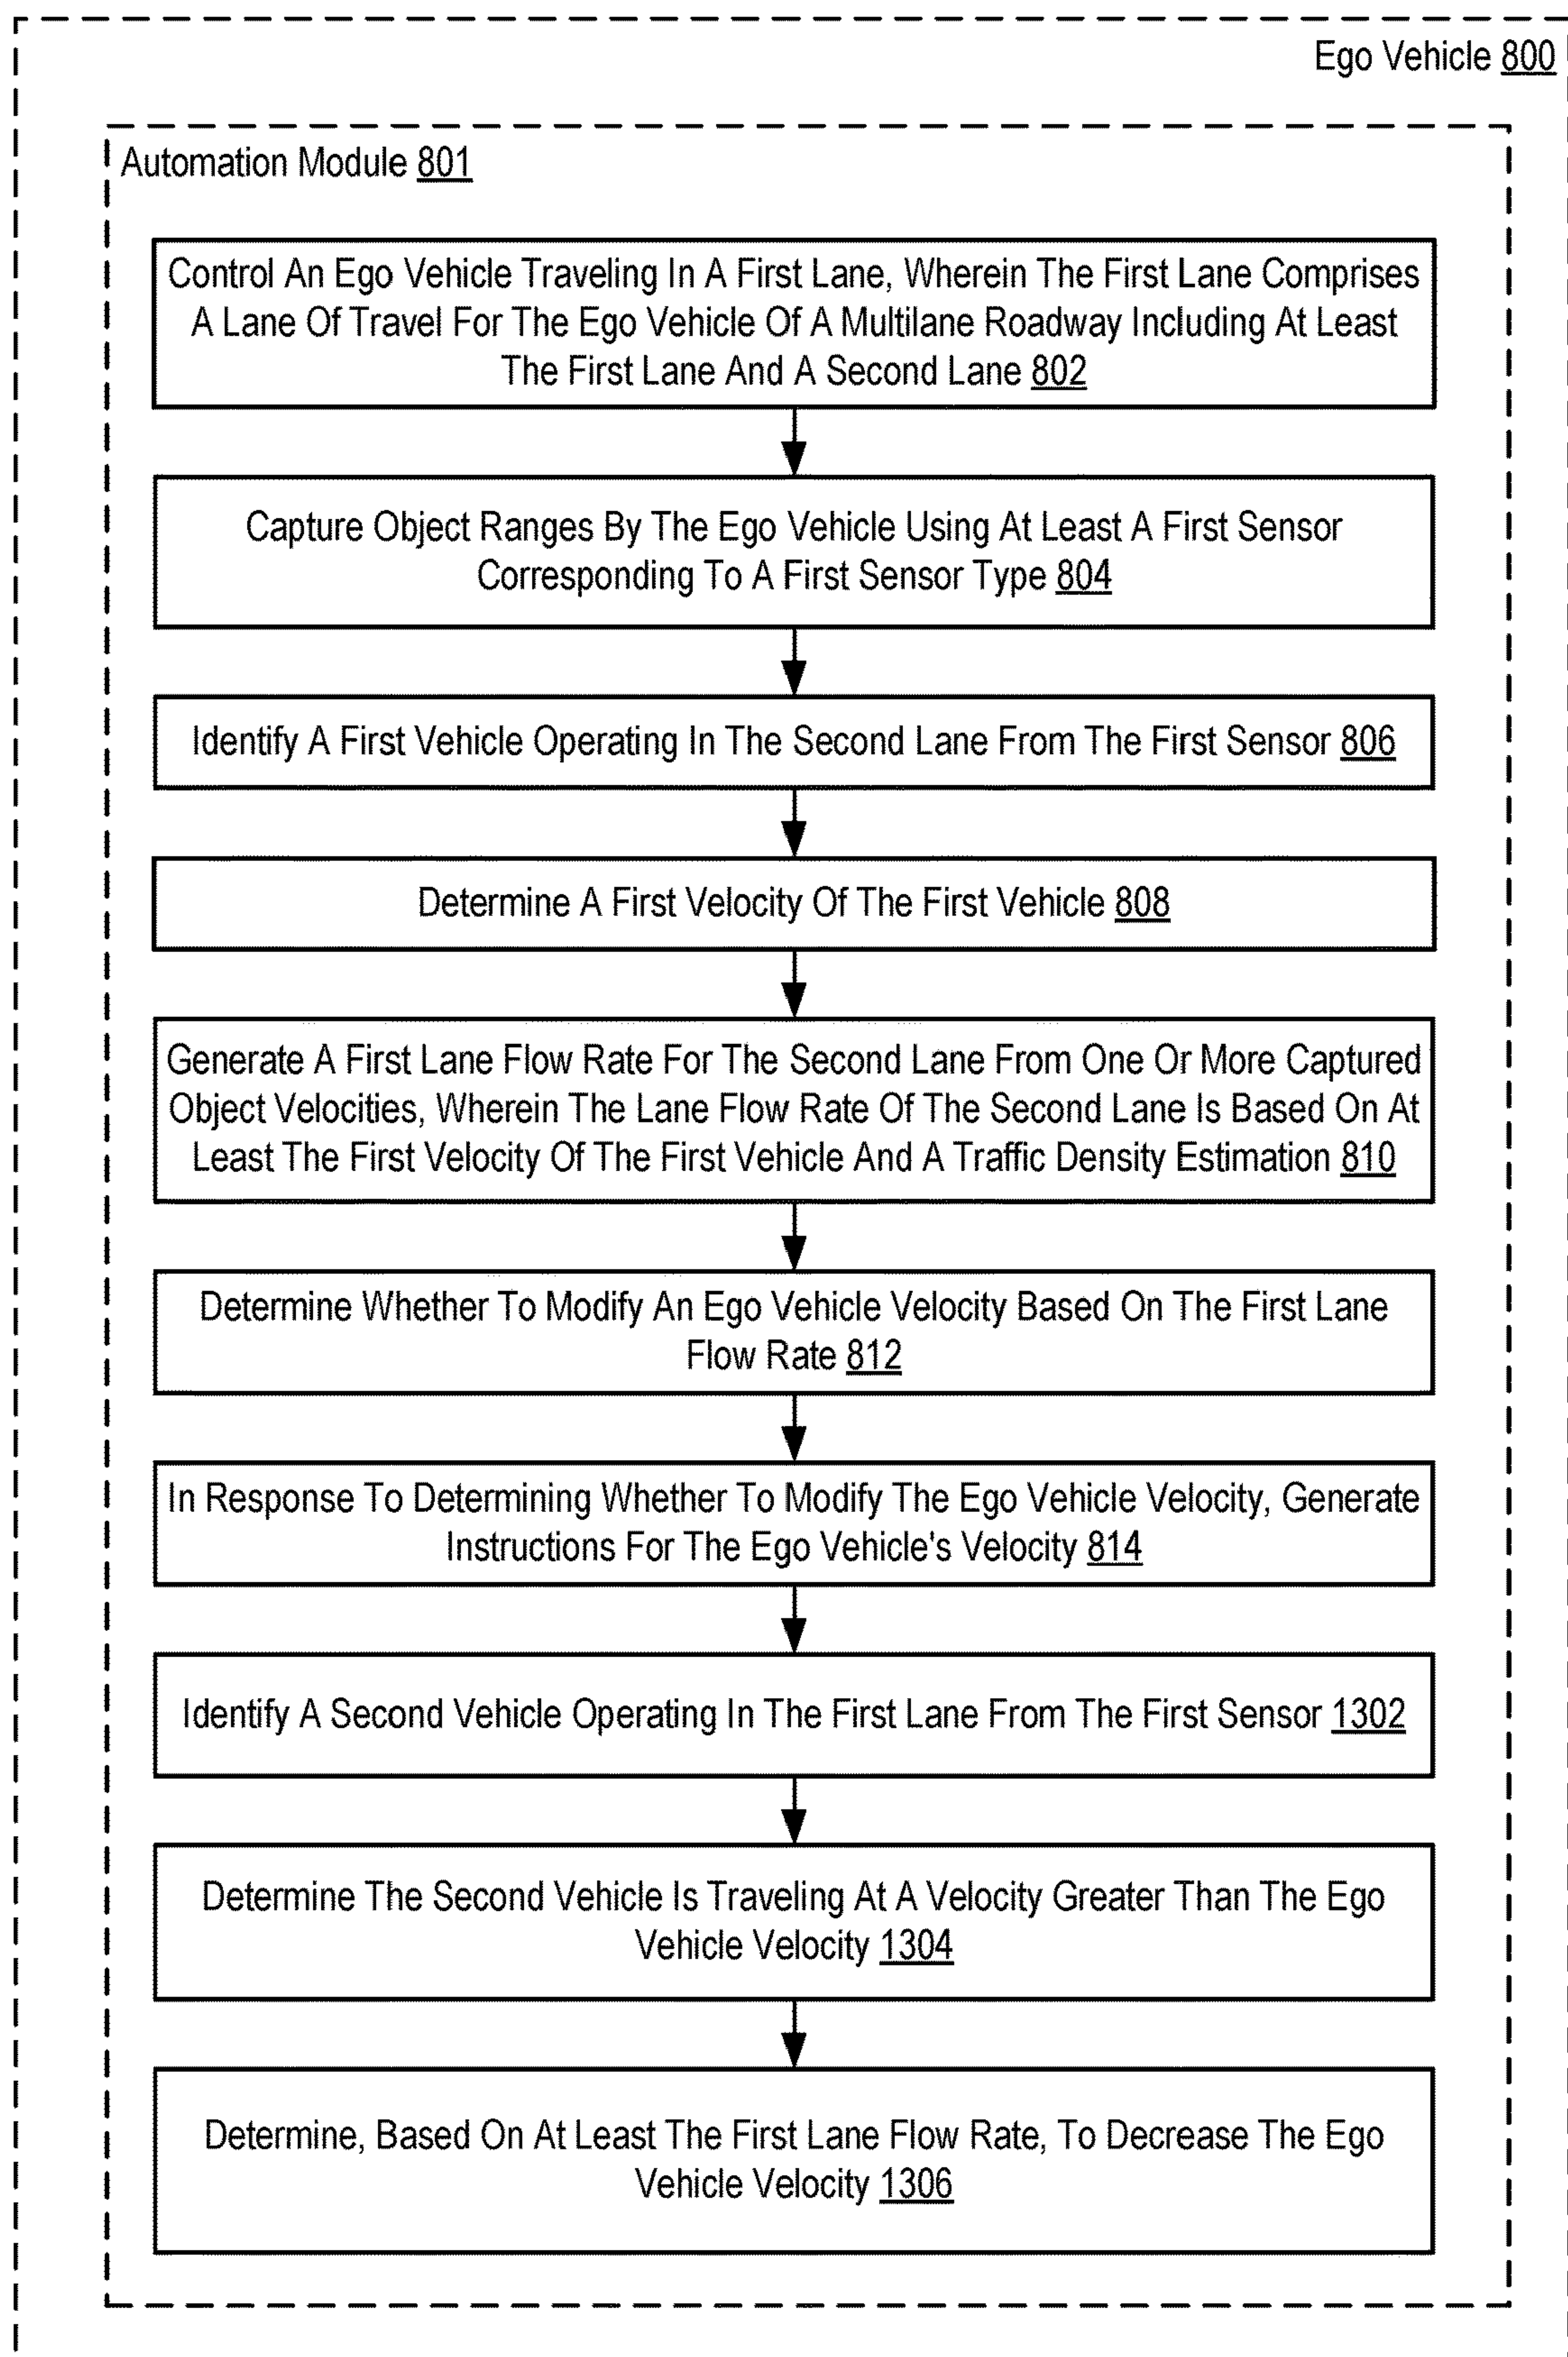 Ego Vehicle 800
Automation Module 801
Control An Ego Vehicle Traveling In A First Lane, Wherein The First Lane Comprises
A Lane Of Travel For The Ego Vehicle Of A Multilane Roadway Including At Least
The First Lane And A Second Lane 802
Capture Object Ranges By The Ego Vehicle Using At Least A First Sensor
Corresponding To A First Sensor Type 804
Identify A First Vehicle Operating In The Second Lane From The First Sensor 806
Determine A First Velocity Of The First Vehicle 808
Generate A First Lane Flow Rate For The Second Lane From One Or More Captured
Object Velocities, Wherein The Lane Flow Rate Of The Second Lane Is Based On At
Least The First Velocity Of The First Vehicle And A Traffic Density Estimation 810
Determine Whether To Modify An Ego Vehicle Velocity Based On The First Lane
Flow Rate 812
In Response To Determining Whether To Modify The Ego Vehicle Velocity, Generate
Instructions For The Ego Vehicle's Velocity 814
Identify A Second Vehicle Operating In The First Lane From The First Sensor 1302
Determine The Second Vehicle Is Traveling At A Velocity Greater Than The Ego
Vehicle Velocity 1304
Determine, Based On At Least The First Lane Flow Rate, To Decrease The Ego
Vehicle Velocity 1306